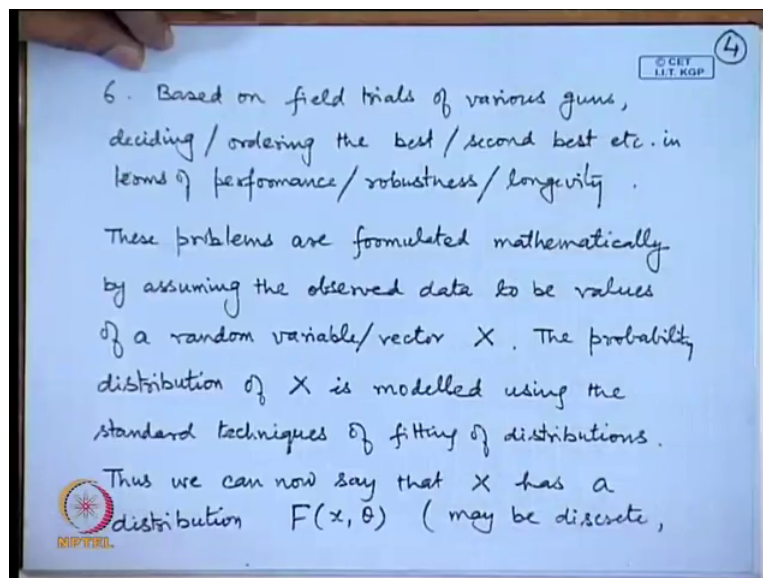 4
© CET
I.I.T. KGP
6. Based on field trials of various guns,
deciding / ordering the best / second best etc. in
terms of performance / robustness / longevity .
These problems are formulated mathematically
by assuming the observed data to be values
of a random variable / vector X . The probability
distribution of X is modelled using the
standard techniques of fitting of distributions.
Thus we can now say that X has a
distribution F(x, θ) ( may be discrete ,
NPTEL